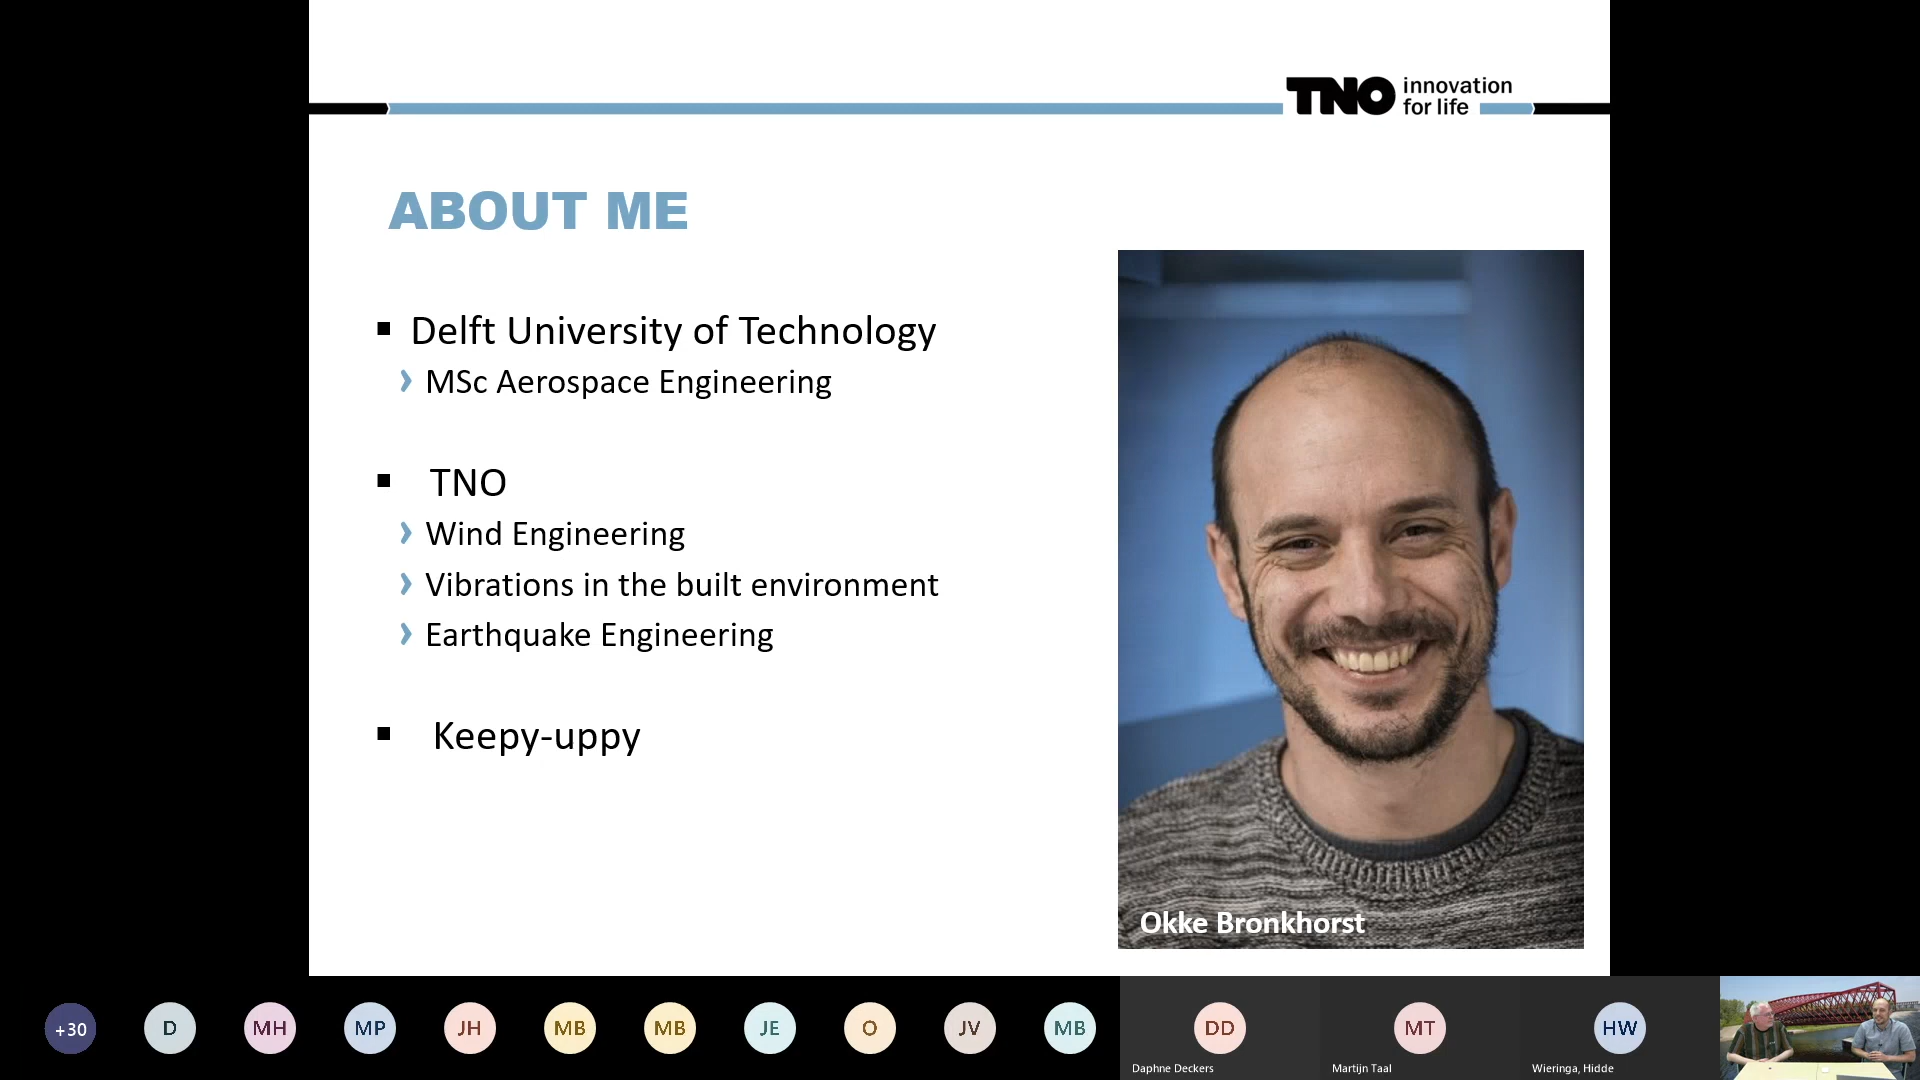 TNO innovation
for life
ABOUT ME
Delft University of Technology
MSc Aerospace Engineering
TNO
Wind Engineering
Vibrations in the built environment
Earthquake Engineering
Keepy-uppy
Okke Bronkhorst
+30
D
MH
MP
JH
MB
MB
JE
O
JV
MB
DD
MT
HW
Daphne Deckers
Martijn Taal
Wieringa, Hidde